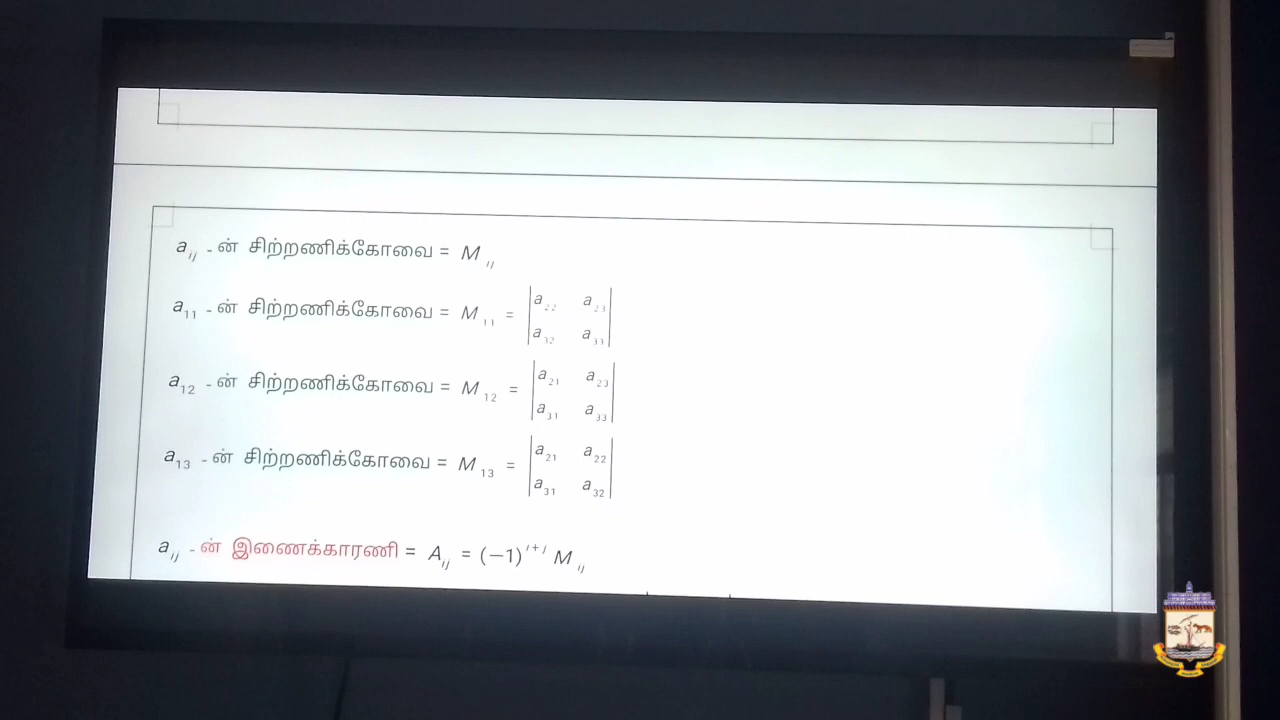 a_ij - ன் சிற்றணிக்கோவை = M_ij
a_11 - ன் சிற்றணிக்கோவை = M_11 = | a_22 a_23 |
| a_32 a_33 |
a_12 - ன் சிற்றணிக்கோவை = M_12 = | a_21 a_23 |
| a_31 a_33 |
a_13 - ன் சிற்றணிக்கோவை = M_13 = | a_21 a_22 |
| a_31 a_32 |
a_ij - ன் இணைக்காரணி = A_ij = (−1)^(i+j) M_ij